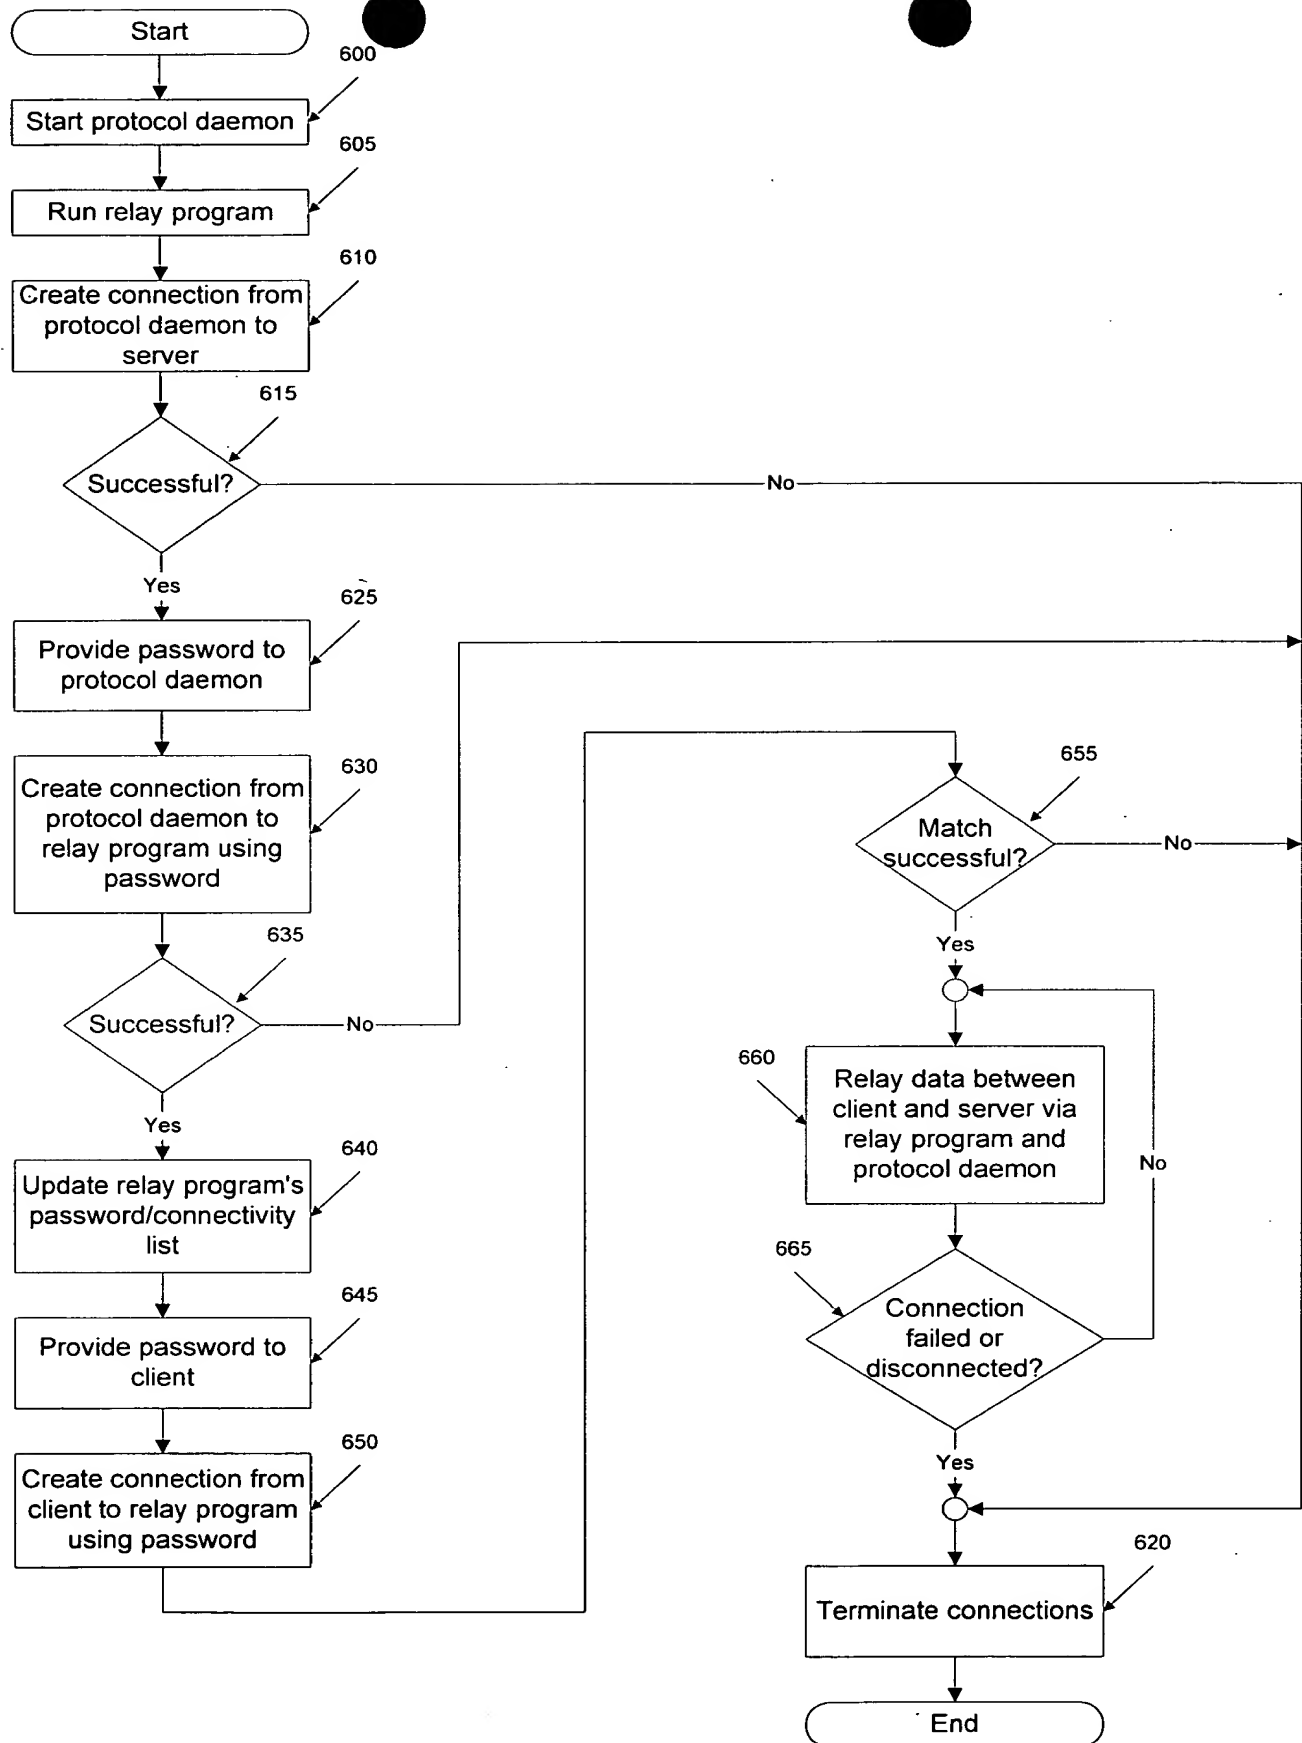 Start
600
Start protocol daemon
605
Run relay program
610
Create connection from
protocol daemon to
server
615
Successful?
No
Yes
625
Provide password to
protocol daemon
630
Create connection from
protocol daemon to
relay program using
password
635
Successful?
No
Yes
640
Update relay program's
password/connectivity
list
645
Provide password to
client
650
Create connection from
client to relay program
using password
655
Match
successful?
No
Yes
660
Relay data between
client and server via
relay program and
protocol daemon
No
665
Connection
failed or
disconnected?
Yes
620
Terminate connections
End